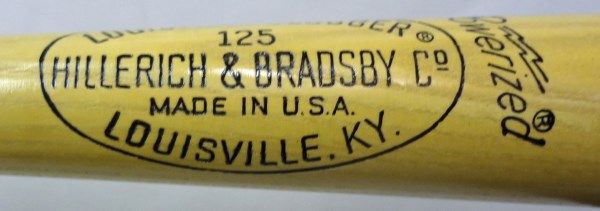 125
HILLERICH & BRADSBY Co
MADE IN U.S.A.
LOUISVILLE, KY.